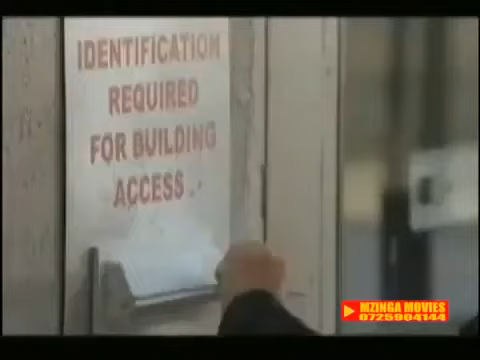 IDENTIFICATION
REQUIRED
FOR BUILDING
ACCESS.
MZINGA MOVIES
0725904144